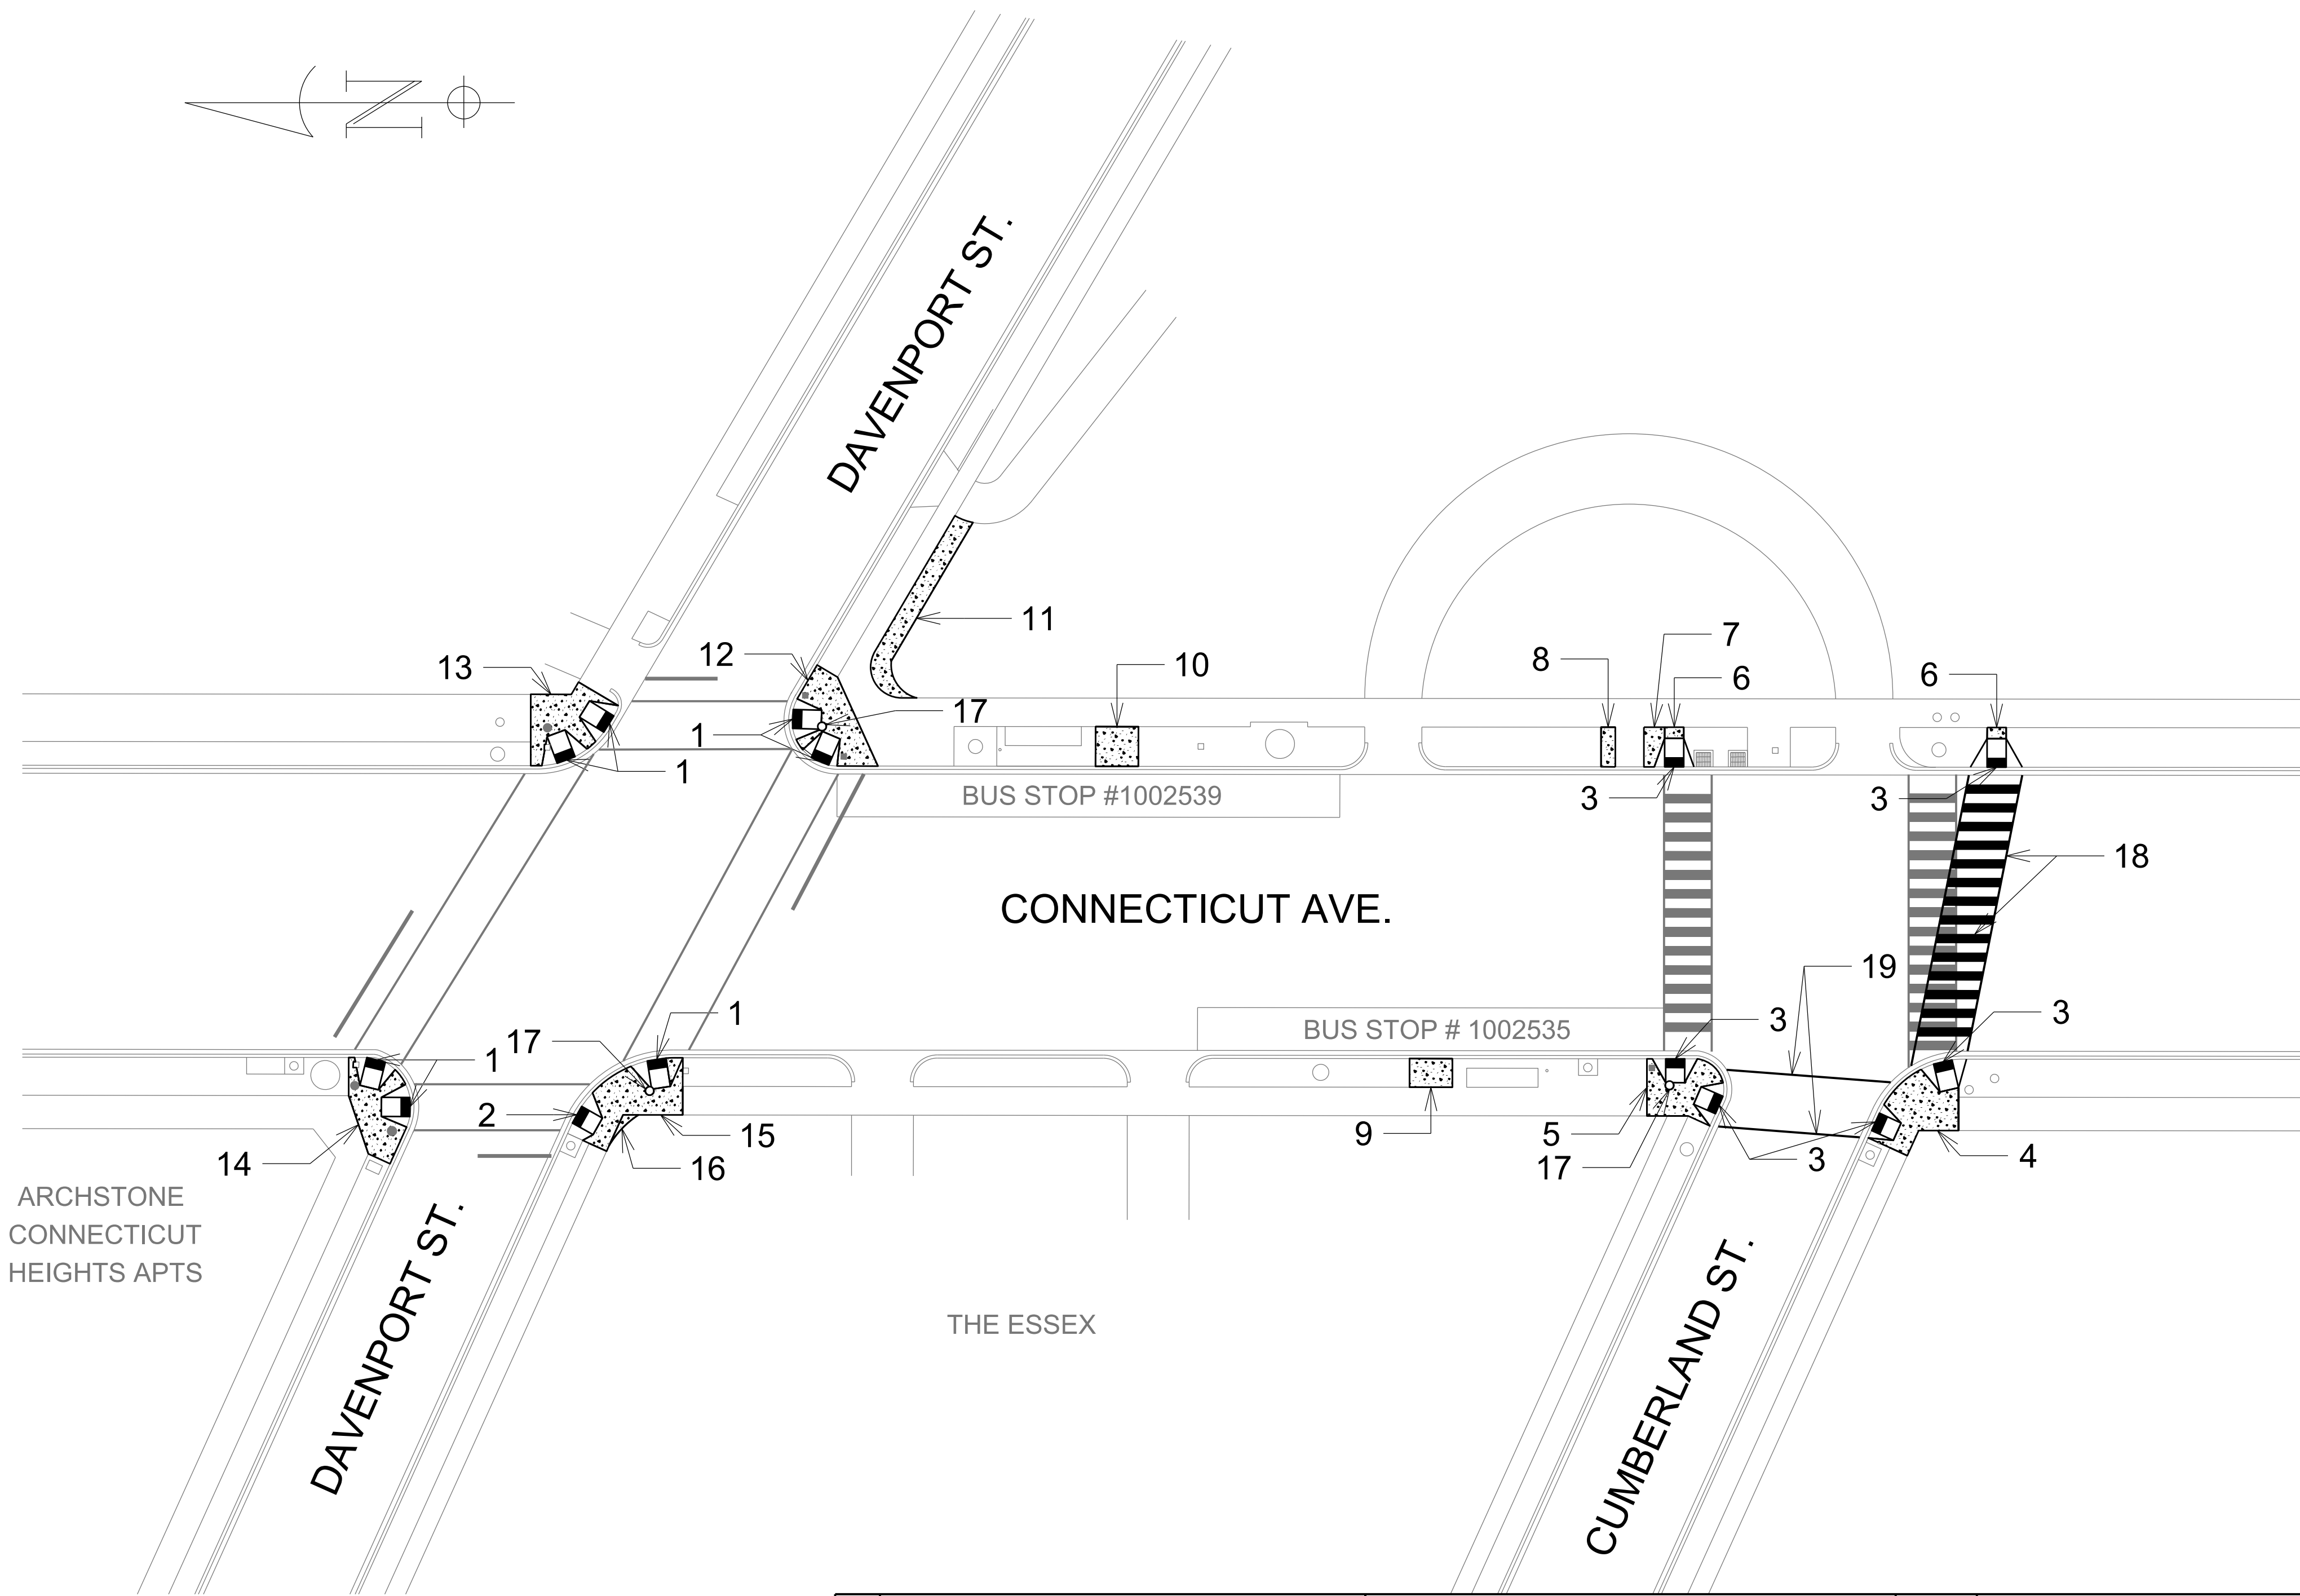 N
DAVENPORT ST.
11
12
13
7
8
6
6
10
17
1
1
3
3
BUS STOP #1002539
18
CONNECTICUT AVE.
19
1
17
1
BUS STOP # 1002535
3
3
2
15
16
14
9
5
17
3
4
ARCHSTONE
CONNECTICUT
HEIGHTS APTS
DAVENPORT ST.
THE ESSEX
CUMBERLAND ST.